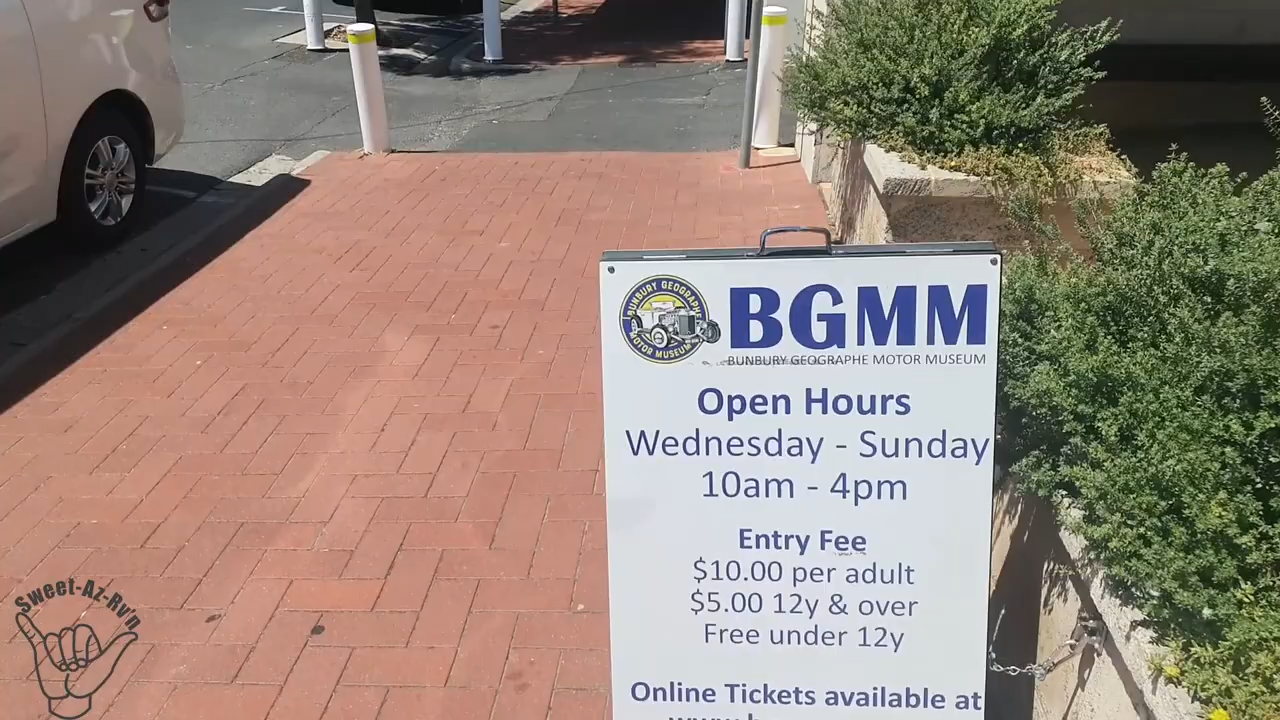 BUNBURY GEOGRAPHE
MOTOR MUSEUM
BGMM
BUNBURY GEOGRAPHE MOTOR MUSEUM
Open Hours
Wednesday - Sunday
10am - 4pm
Entry Fee
$10.00 per adult
$5.00 12y & over
Free under 12y
Online Tickets available at
Sweet-Az-Rv'n